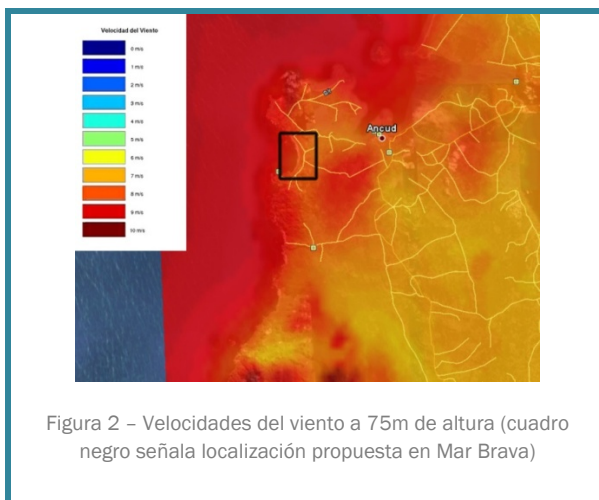 Velocidad del Viento
0 m/s
1 m/s
2 m/s
3 m/s
4 m/s
5 m/s
6 m/s
7 m/s
8 m/s
9 m/s
10 m/s
Ancud
Figura 2 – Velocidades del viento a 75m de altura (cuadro
negro señala localización propuesta en Mar Brava)